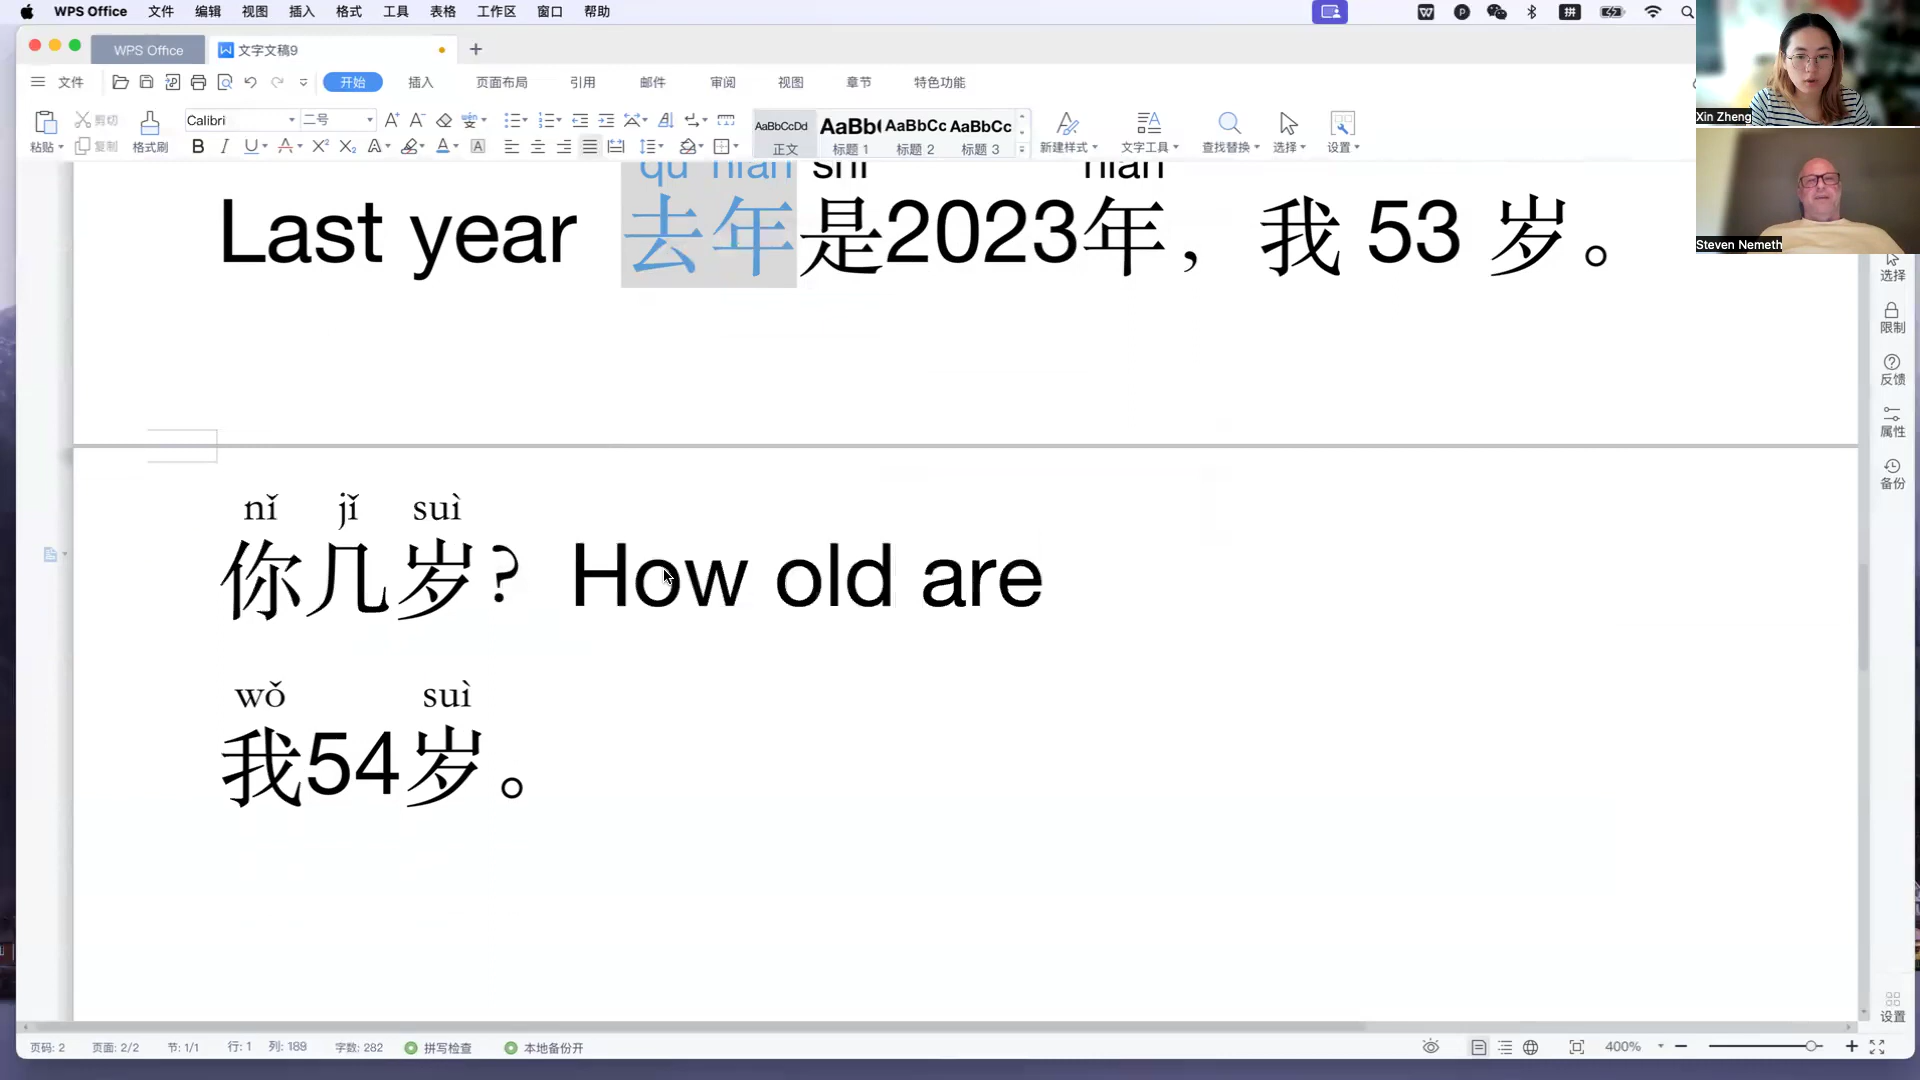 WPS Office 文件 编辑 视图 插入 格式 工具 表格 工作区 窗口 帮助
WPS Office 文字文稿9
文件 开始 插入 页面布局 引用 邮件 审阅 视图 章节 特色功能
粘贴 剪切 复制 格式刷 Calibri 二号
AaBbCcDd AaBb( AaBbCc AaBbCc
正文 标题 1 标题 2 标题 3 新建样式 文字工具 查找替换 选择 设置
Xin Zheng
Steven Nemeth
qù nián shì nián
Last year 去年是2023年，我 53 岁。
nǐ jǐ suì
你几岁？How old are
wǒ suì
我54岁。
选择
限制
反馈
属性
备份
设置
页码: 2 页面: 2/2 节: 1/1 行: 1 列: 189 字数: 282 拼写检查 本地备份开 400%